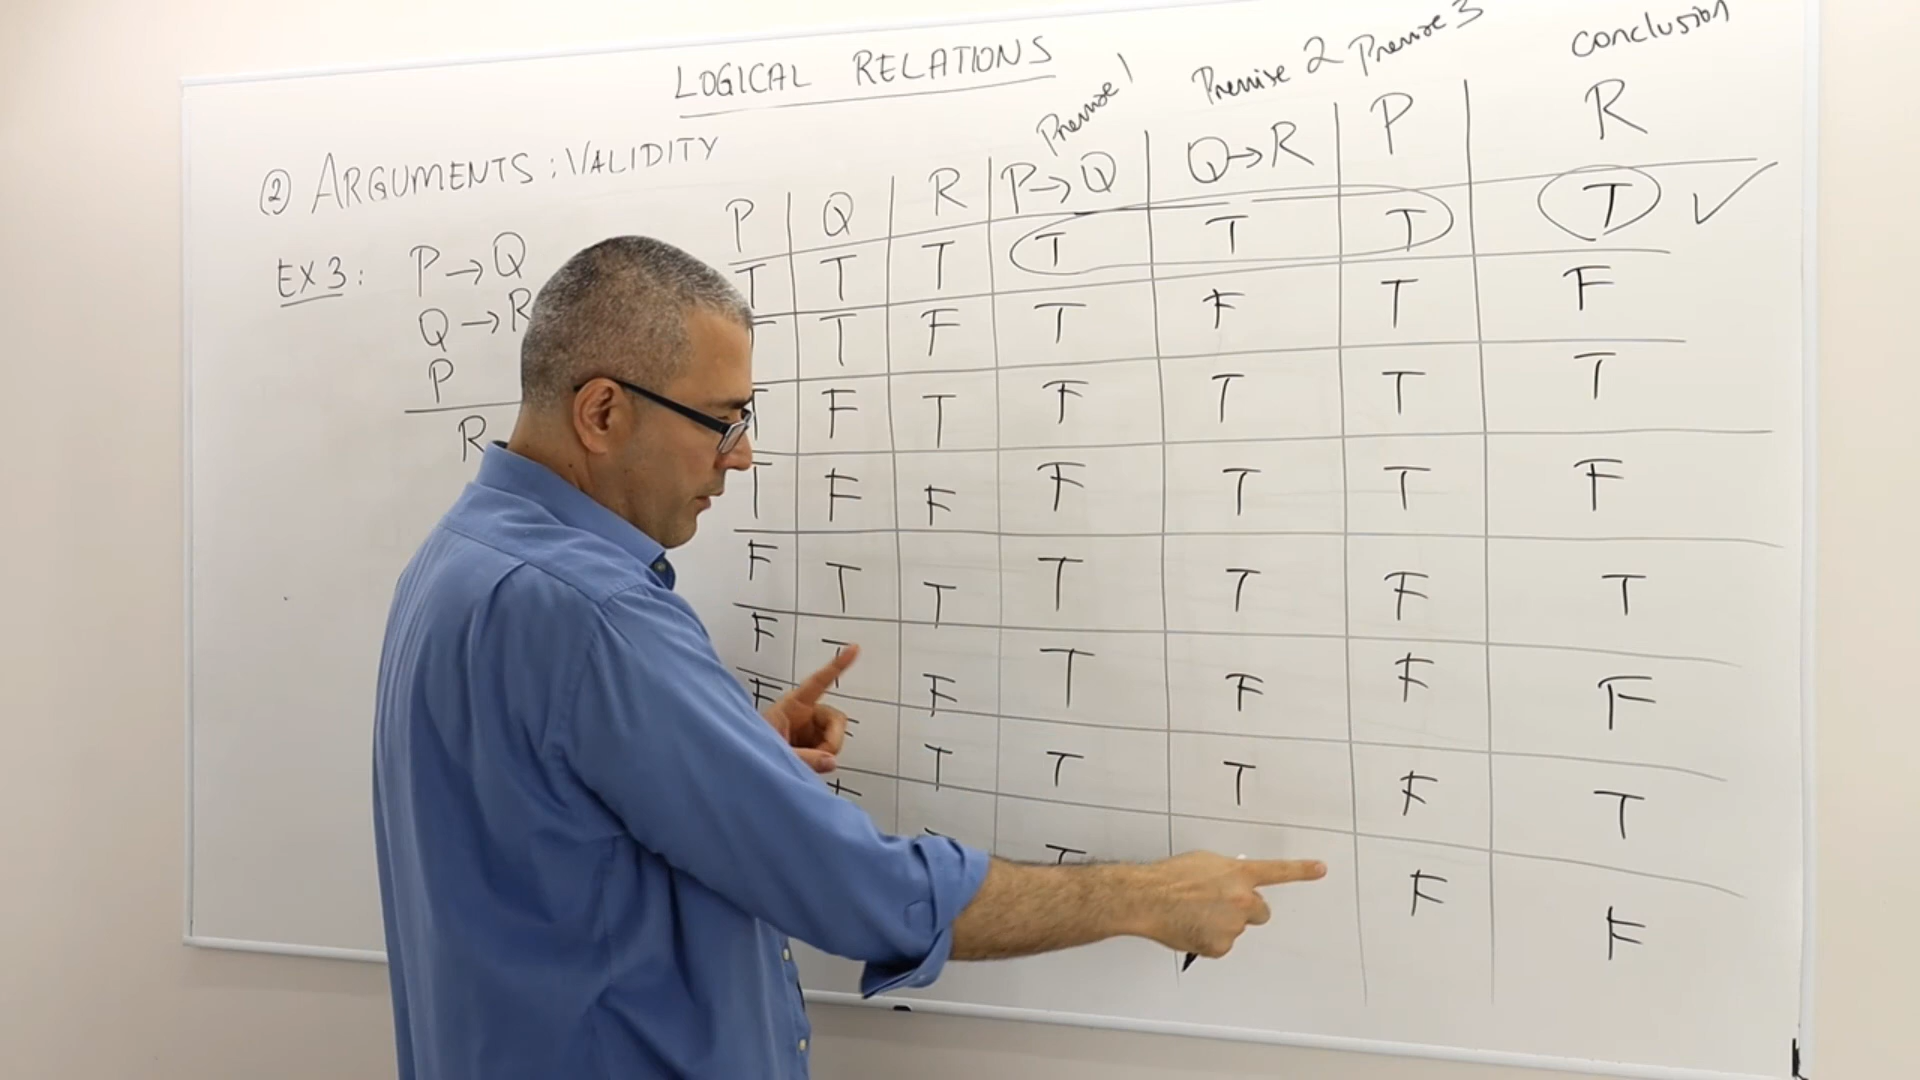 LOGICAL RELATIONS
② ARGUMENTS : VALIDITY
EX 3 : P → Q
Q → R
P
R
Premise 1 Premise 2 Premise 3 Conclusion
P Q R P → Q Q → R P R
T T T T T T T ✓
T T F T F T F
T F T F T T T
T F F F T T F
F T T T T F T
F T F T F F F
F F T T T F T
T F F